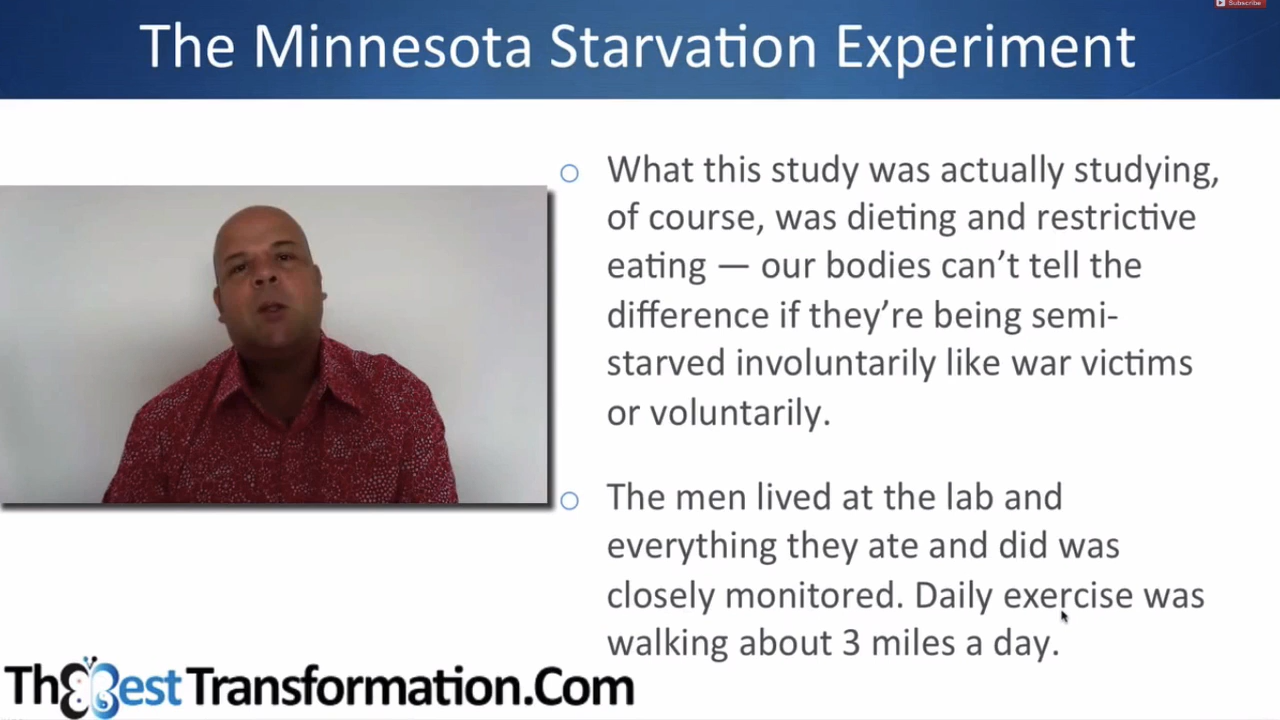 Subscribe
The Minnesota Starvation Experiment
What this study was actually studying,
of course, was dieting and restrictive
eating — our bodies can’t tell the
difference if they’re being semi-
starved involuntarily like war victims
or voluntarily.
The men lived at the lab and
everything they ate and did was
closely monitored. Daily exercise was
walking about 3 miles a day.
TheBestTransformation.Com